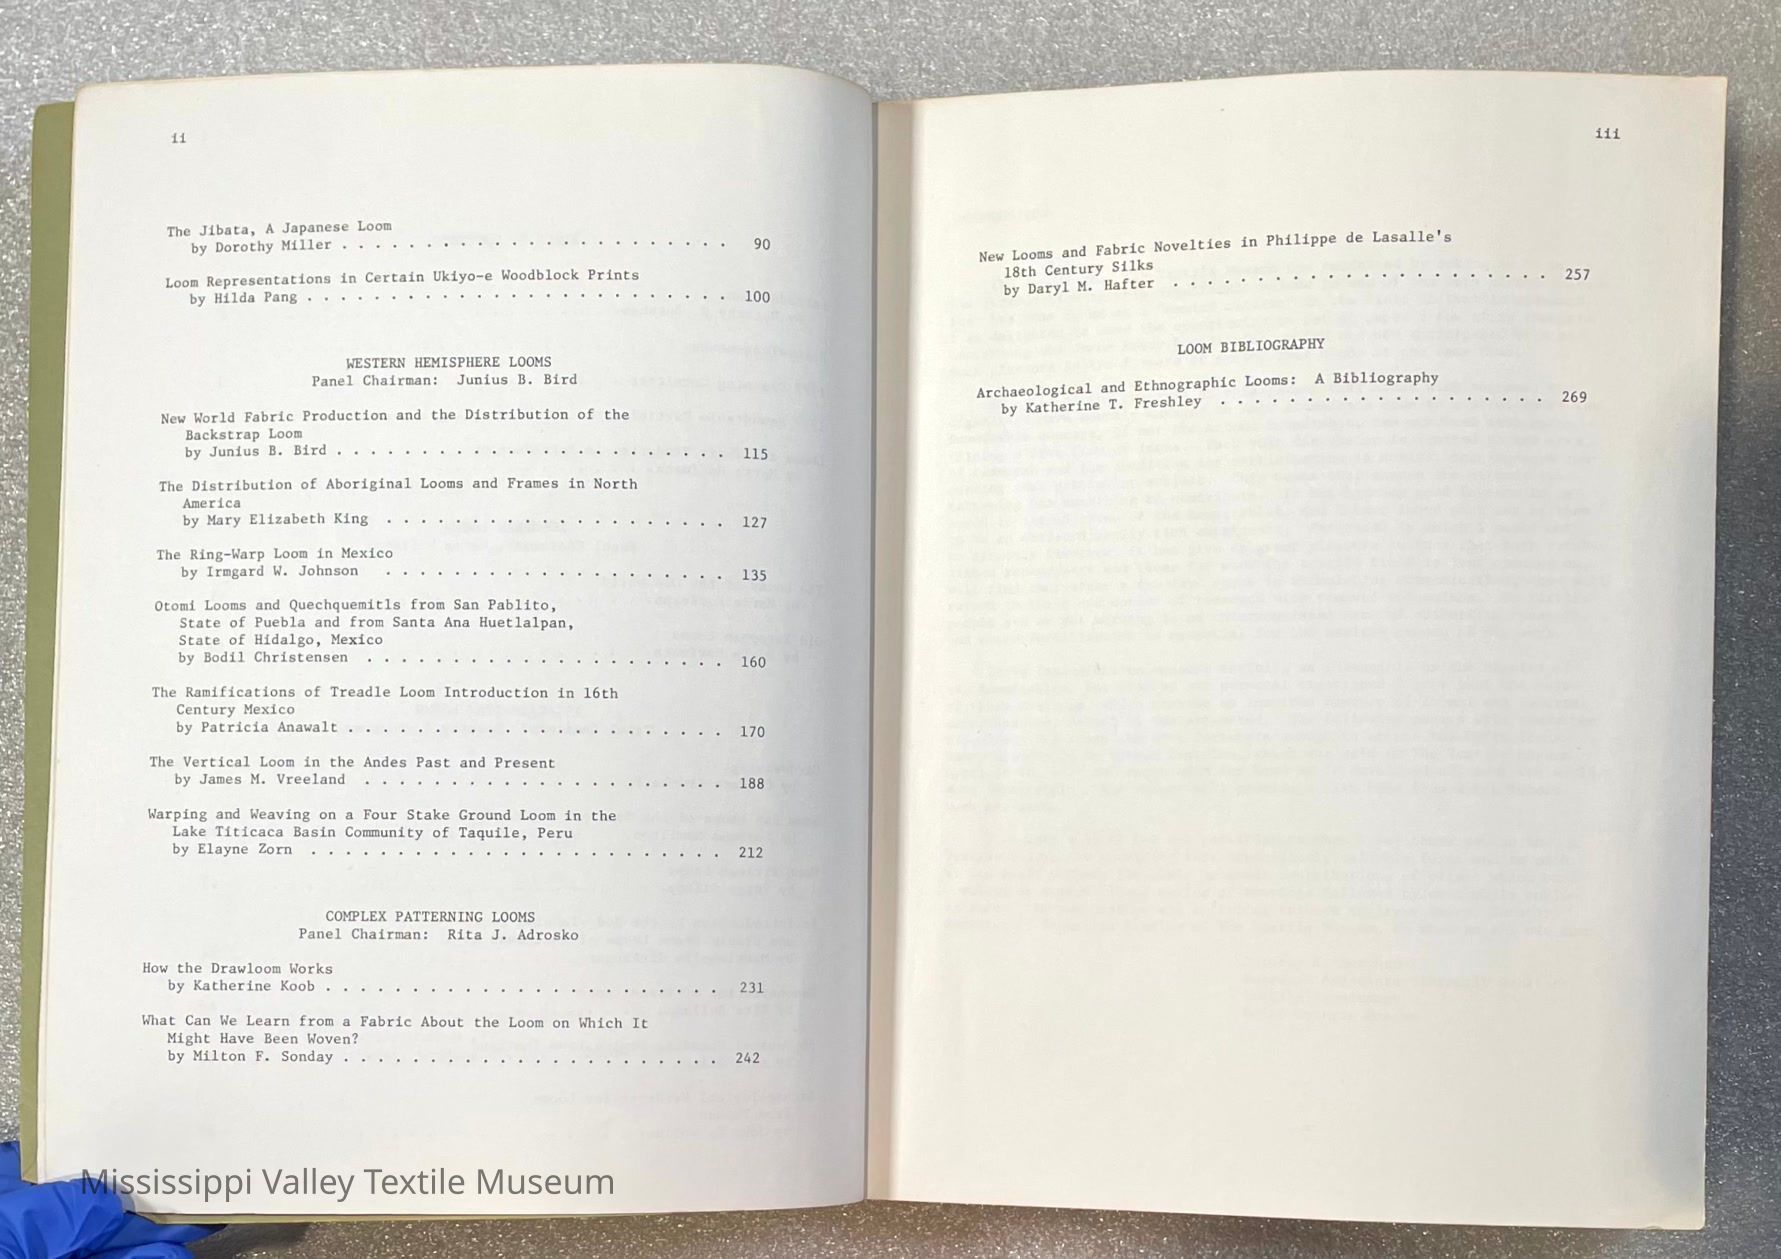 ii
The Jibata, A Japanese Loom
by Dorothy Miller . . . . . . . . . . . . . . . . . . . . . . . . . . . . 90
Loom Representations in Certain Ukiyo-e Woodblock Prints
by Hilda Pang . . . . . . . . . . . . . . . . . . . . . . . . . . . . . . 100
WESTERN HEMISPHERE LOOMS
Panel Chairman: Junius B. Bird
New World Fabric Production and the Distribution of the
Backstrap Loom
by Junius B. Bird . . . . . . . . . . . . . . . . . . . . . . . . . . . . 115
The Distribution of Aboriginal Looms and Frames in North
America
by Mary Elizabeth King . . . . . . . . . . . . . . . . . . . . . . . . 127
The Ring-Warp Loom in Mexico
by Irmgard W. Johnson . . . . . . . . . . . . . . . . . . . . . . . . 135
Otomi Looms and Quechquemitls from San Pablito,
State of Puebla and from Santa Ana Huetlalpan,
State of Hidalgo, Mexico
by Bodil Christensen . . . . . . . . . . . . . . . . . . . . . . . . . 160
The Ramifications of Treadle Loom Introduction in 16th
Century Mexico
by Patricia Anawalt . . . . . . . . . . . . . . . . . . . . . . . . . . 170
The Vertical Loom in the Andes Past and Present
by James M. Vreeland . . . . . . . . . . . . . . . . . . . . . . . . . 188
Warping and Weaving on a Four Stake Ground Loom in the
Lake Titicaca Basin Community of Taquile, Peru
by Elayne Zorn . . . . . . . . . . . . . . . . . . . . . . . . . . . . 212
COMPLEX PATTERNING LOOMS
Panel Chairman: Rita J. Adrosko
How the Drawloom Works
by Katherine Koob . . . . . . . . . . . . . . . . . . . . . . . . . . . 231
What Can We Learn from a Fabric About the Loom on Which It
Might Have Been Woven?
by Milton F. Sonday . . . . . . . . . . . . . . . . . . . . . . . . . . 242
iii
New Looms and Fabric Novelties in Philippe de Lasalle's
18th Century Silks
by Daryl M. Hafter . . . . . . . . . . . . . . . . . . . . . . . . . . 257
LOOM BIBLIOGRAPHY
Archaeological and Ethnographic Looms: A Bibliography
by Katherine T. Freshley . . . . . . . . . . . . . . . . . . . . . . . 269
Mississippi Valley Textile Museum